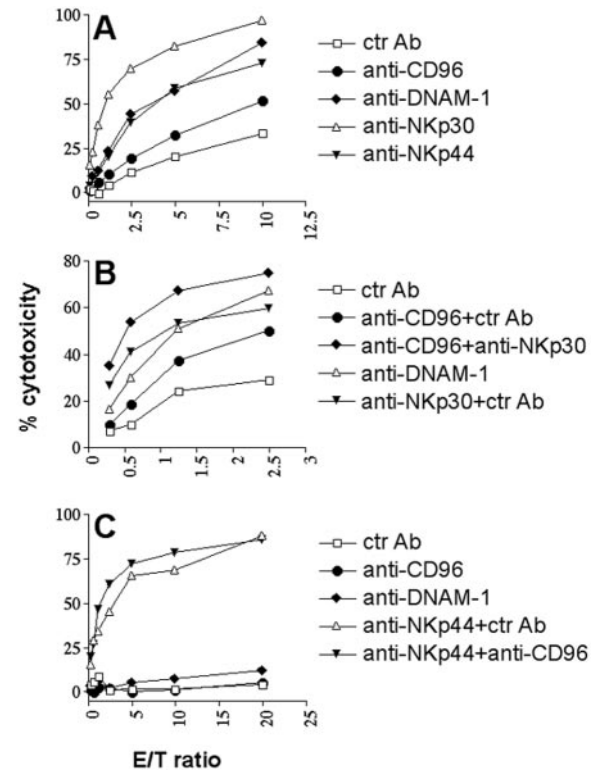 A
100
75
50
25
0
0
2.5
5
7.5
10
12.5
ctr Ab
anti-CD96
anti-DNAM-1
anti-NKp30
anti-NKp44
% cytotoxicity
B
80
60
40
20
0
0
0.5
1
1.5
2
2.5
3
ctr Ab
anti-CD96+ctr Ab
anti-CD96+anti-NKp30
anti-DNAM-1
anti-NKp30+ctr Ab
C
100
75
50
25
0
0
5
10
15
20
25
ctr Ab
anti-CD96
anti-DNAM-1
anti-NKp44+ctr Ab
anti-NKp44+anti-CD96
E/T ratio